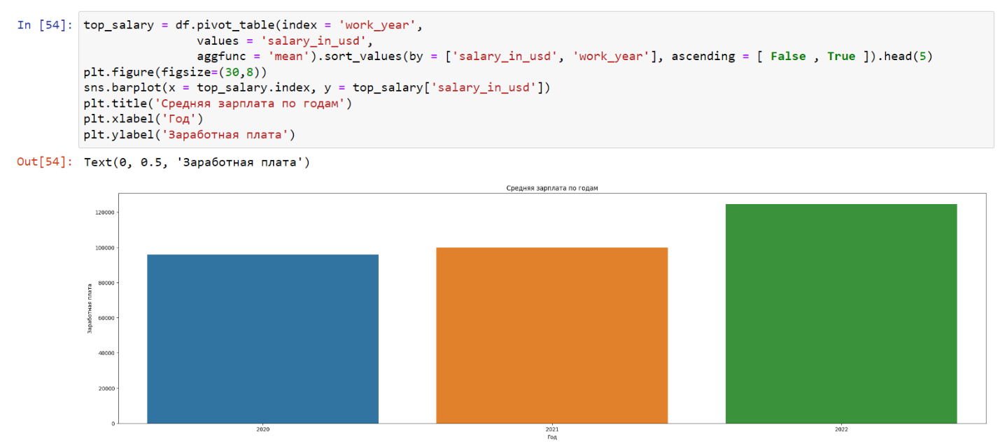 In [54]: top_salary = df.pivot_table(index = 'work_year',
values = 'salary_in_usd',
aggfunc = 'mean').sort_values(by = ['salary_in_usd', 'work_year'], ascending = [ False , True ]).head(5)
plt.figure(figsize=(30,8))
sns.barplot(x = top_salary.index, y = top_salary['salary_in_usd'])
plt.title('Средняя зарплата по годам')
plt.xlabel('Год')
plt.ylabel('Заработная плата')
Out[54]: Text(0, 0.5, 'Заработная плата')
Средняя зарплата по годам
120000
100000
80000
60000
40000
20000
0
Заработная плата
2020 2021 2022
Год